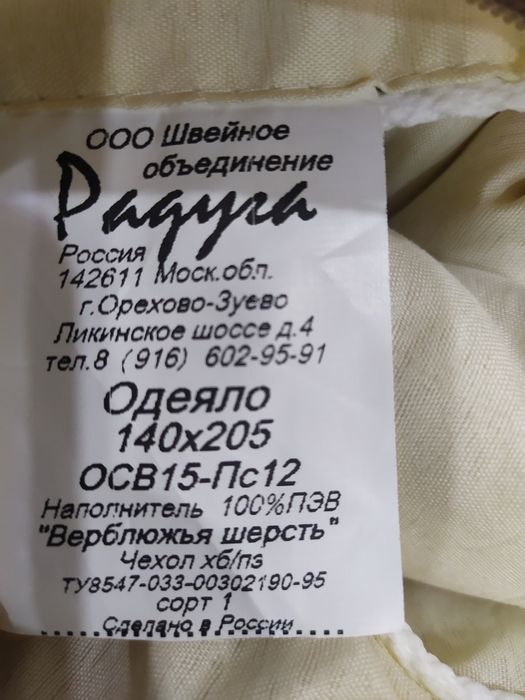 ООО Швейное
объединение
Радуга
Россия
142611 Моск.обл.
г.Орехово-Зуево
Ликинское шоссе д.4
тел.8 (916) 602-95-91
Одеяло
140х205
ОСВ15-Пс12
Наполнитель 100%ПЭВ
"Верблюжья шерсть"
Чехол хб/пэ
ТУ8547-033-00302190-95
сорт 1
Сделано в России